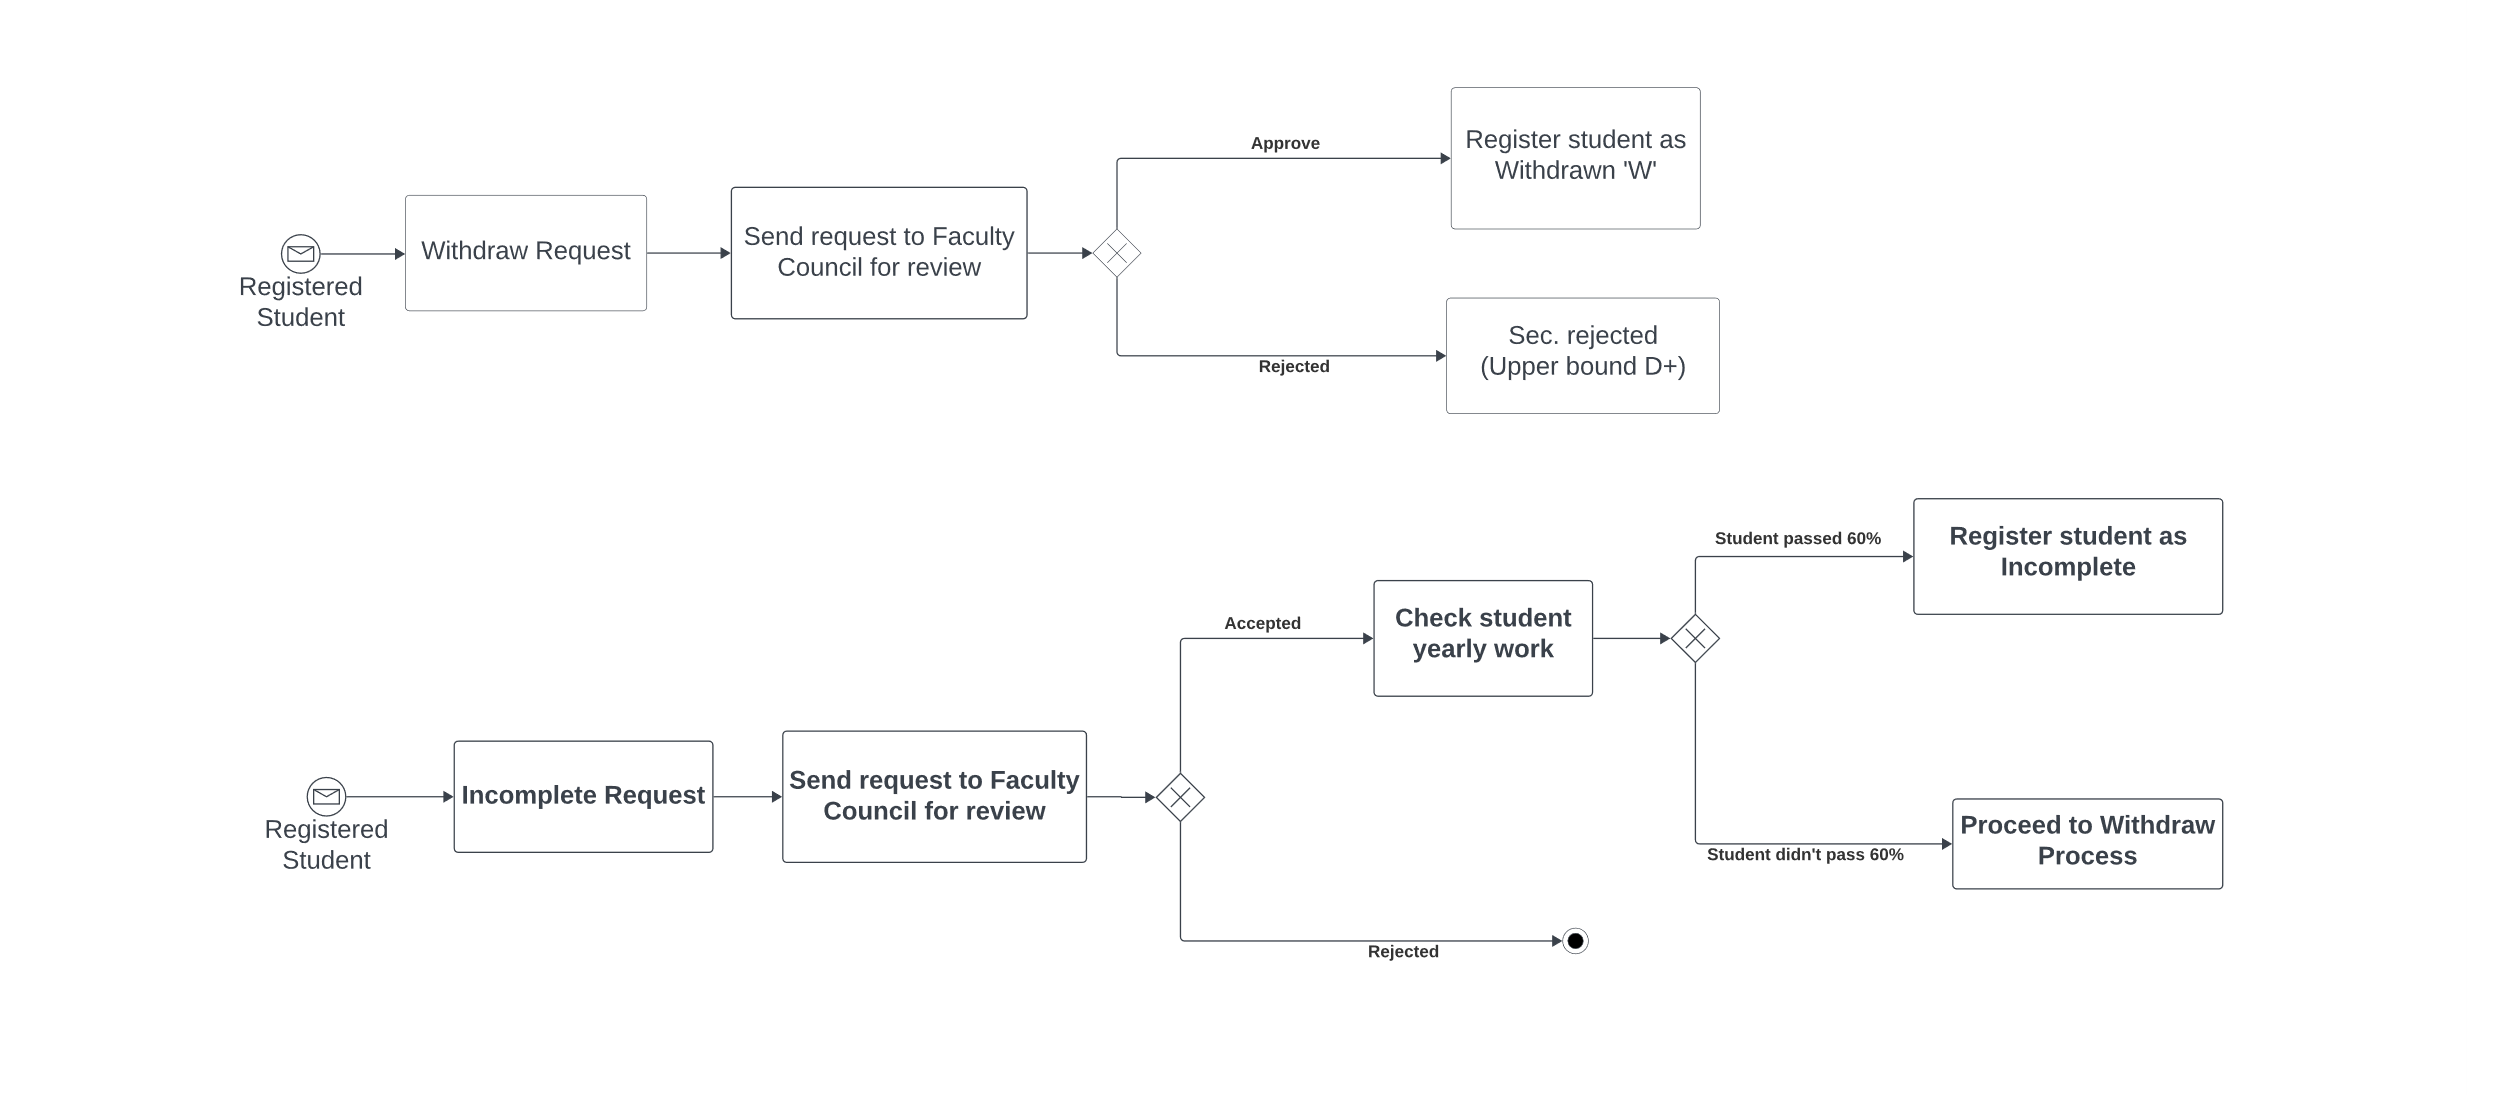 Registered
Student
Withdraw Request
Send request to Faculty
Council for review
Approve
Register student as
Withdrawn 'W'
Rejected
Sec. rejected
(Upper bound D+)
Registered
Student
Incomplete Request
Send request to Faculty
Council for review
Accepted
Check student
yearly work
Student passed 60%
Register student as
Incomplete
Student didn't pass 60%
Proceed to Withdraw
Process
Rejected